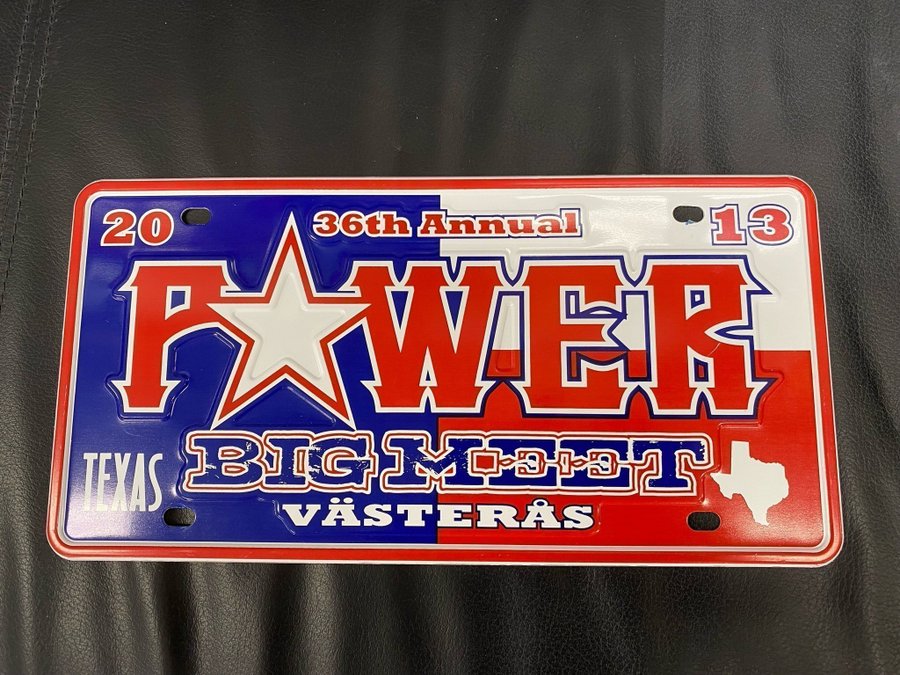 20 36th Annual 13
POWER
BIG MEET
TEXAS
VÄSTERÅS